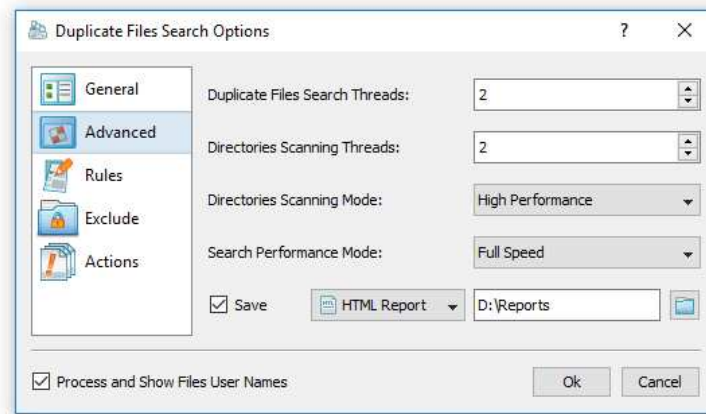 Duplicate Files Search Options ?
General
Advanced
Rules
Exclude
Actions
Duplicate Files Search Threads: 2
Directories Scanning Threads: 2
Directories Scanning Mode: High Performance
Search Performance Mode: Full Speed
Save HTML Report D:\Reports
Process and Show Files User Names Ok Cancel